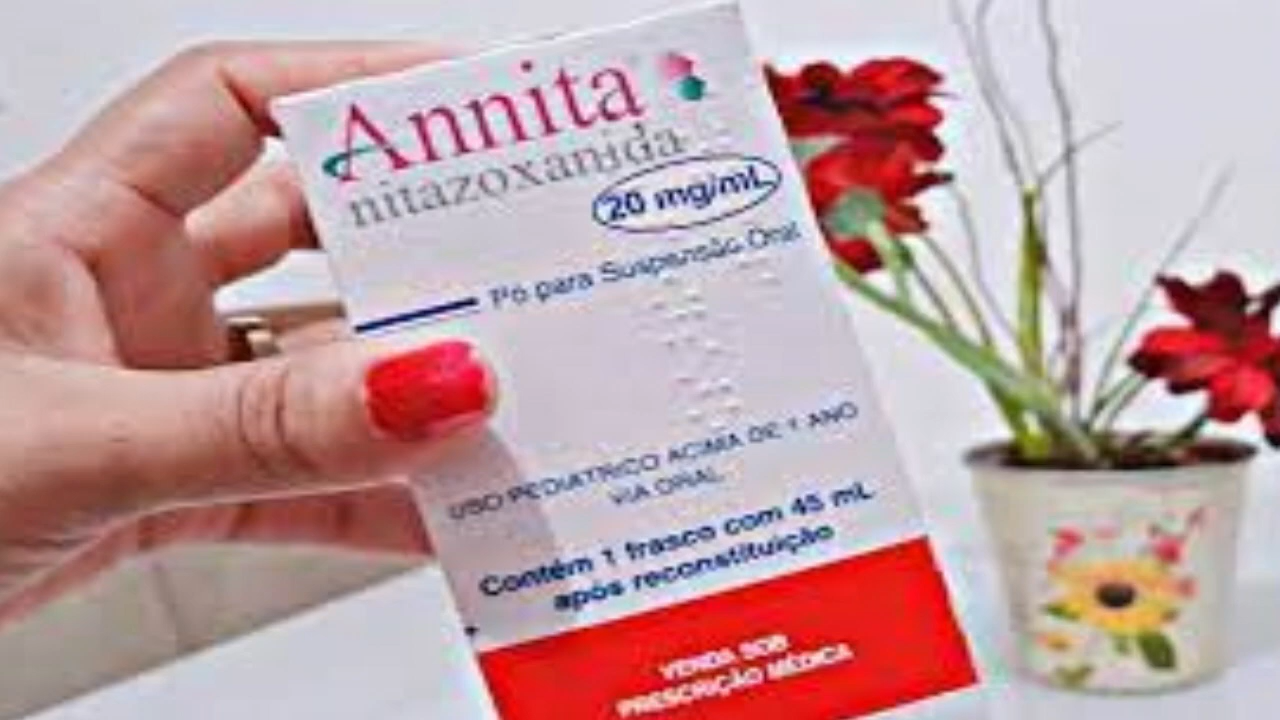 Annita
nitazoxanida
20 mg/mL
Pó para Suspensão Oral
USO PEDIÁTRICO ACIMA DE 1 ANO
VIA ORAL
Contém 1 frasco com 45 mL
após reconstituição
VENDA SOB
PRESCRIÇÃO MÉDICA